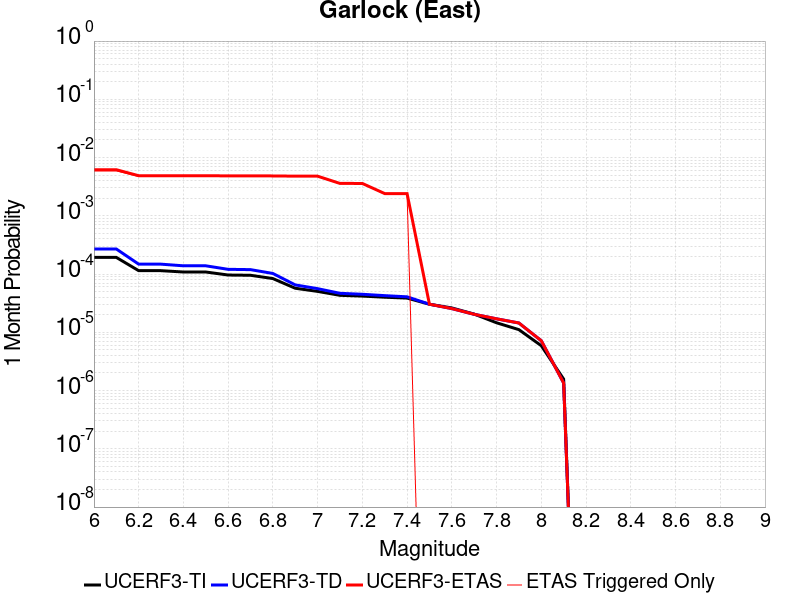 Garlock (East)
10^0
10^-1
10^-2
10^-3
10^-4
10^-5
10^-6
10^-7
10^-8
1 Month Probability
6 6.2 6.4 6.6 6.8 7 7.2 7.4 7.6 7.8 8 8.2 8.4 8.6 8.8 9
Magnitude
UCERF3-TI UCERF3-TD UCERF3-ETAS ETAS Triggered Only